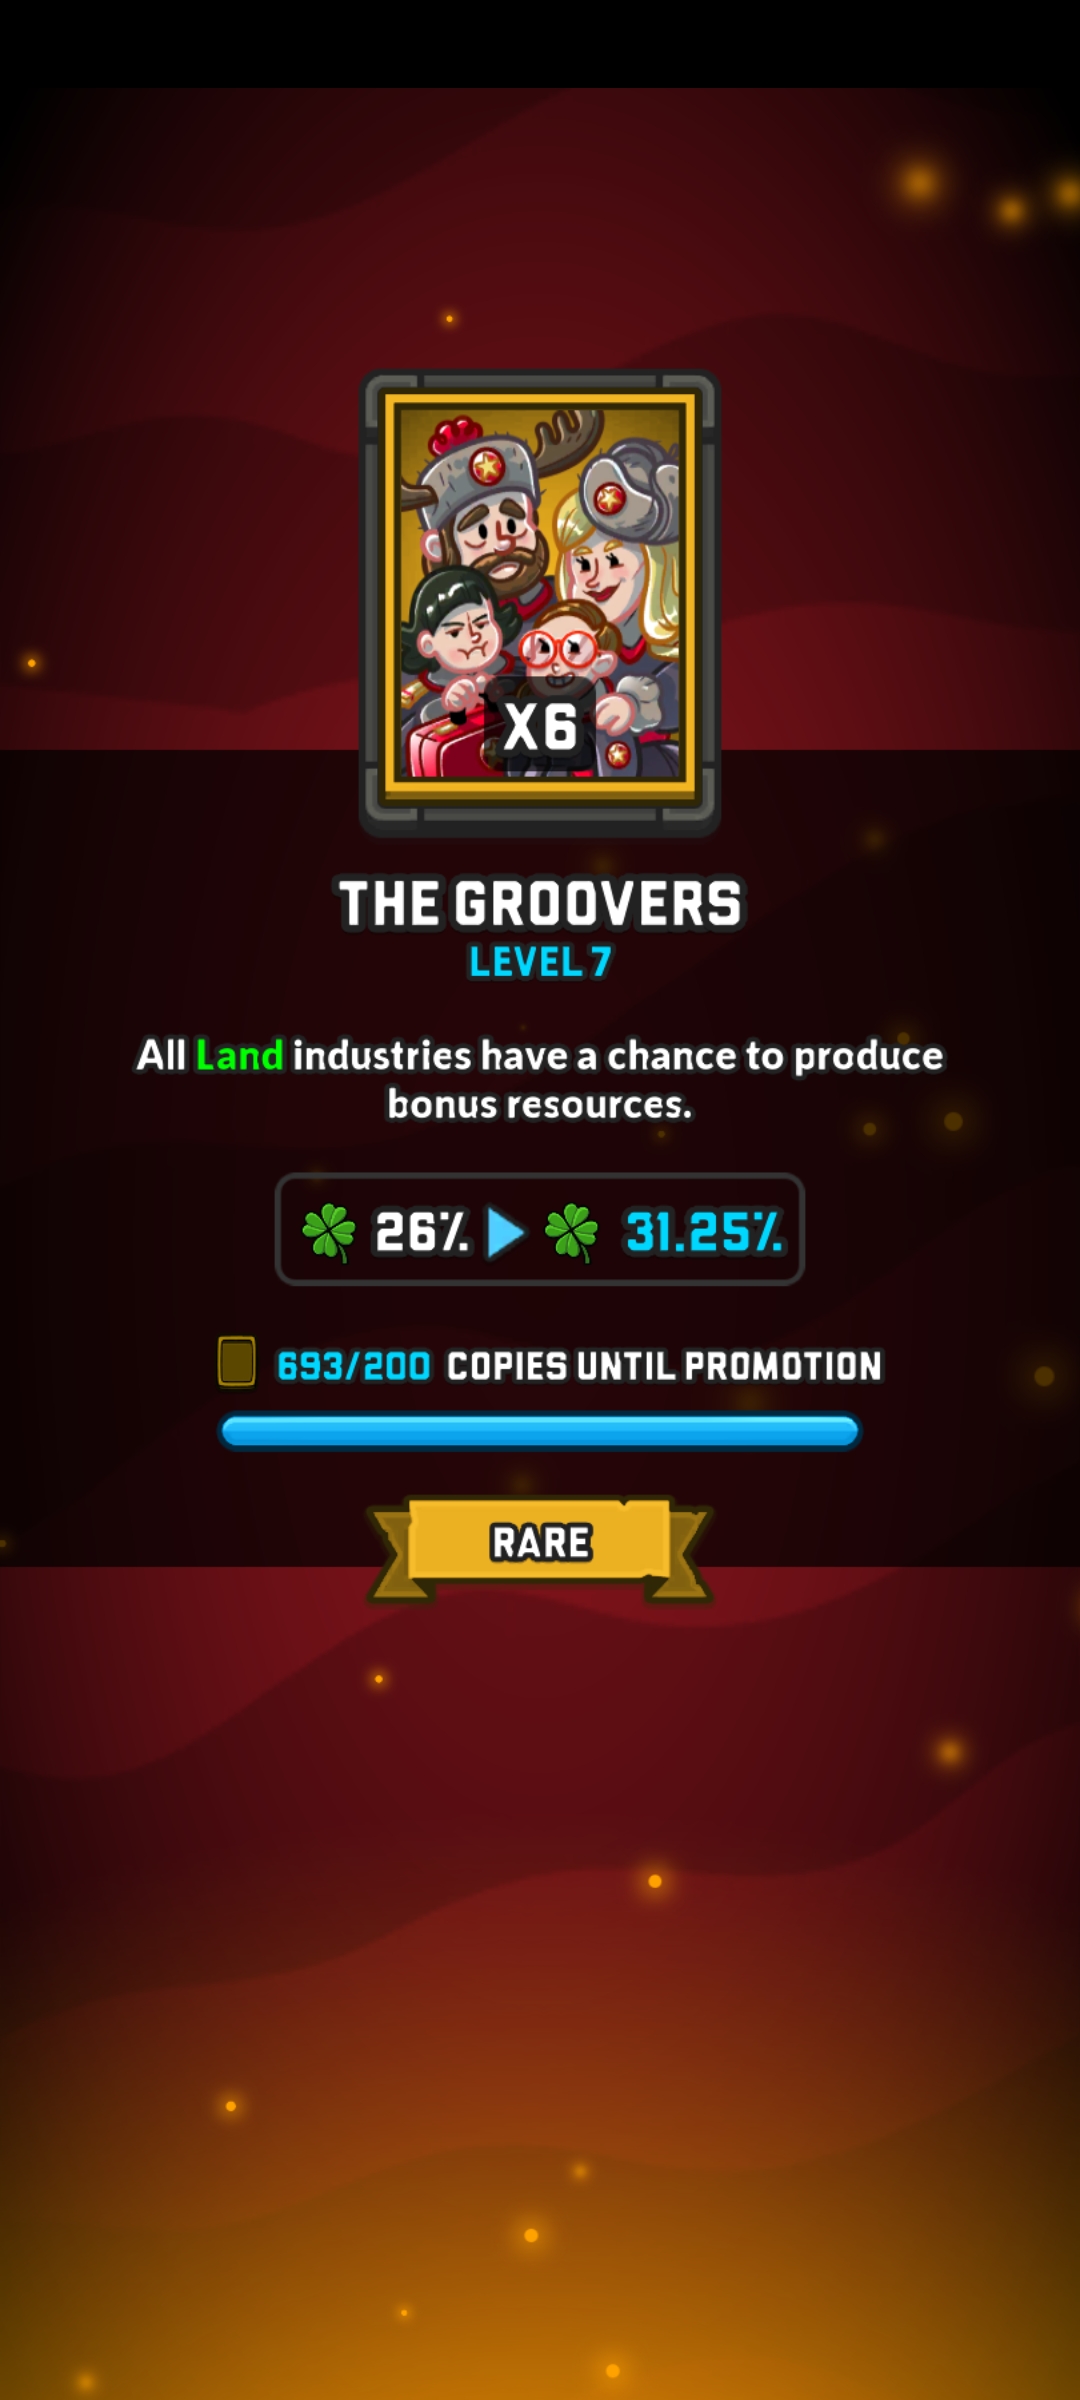 X6
THE GROOVERS
LEVEL 7
All Land industries have a chance to produce
bonus resources.
26% 31.25%
693/200 COPIES UNTIL PROMOTION
RARE